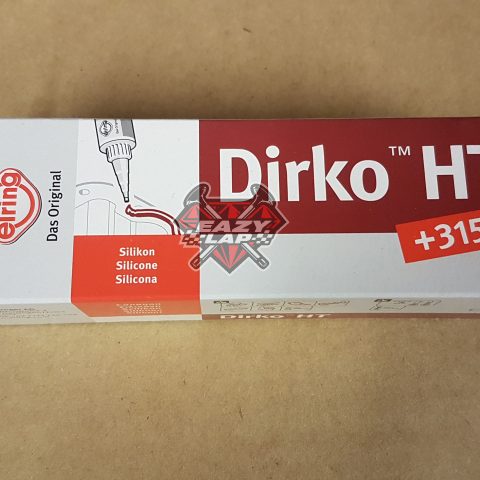 elring
Das Original
Dirko™ HT
+315
Silikon
Silicone
Silicona
EAZY
LAP
Dirko HT